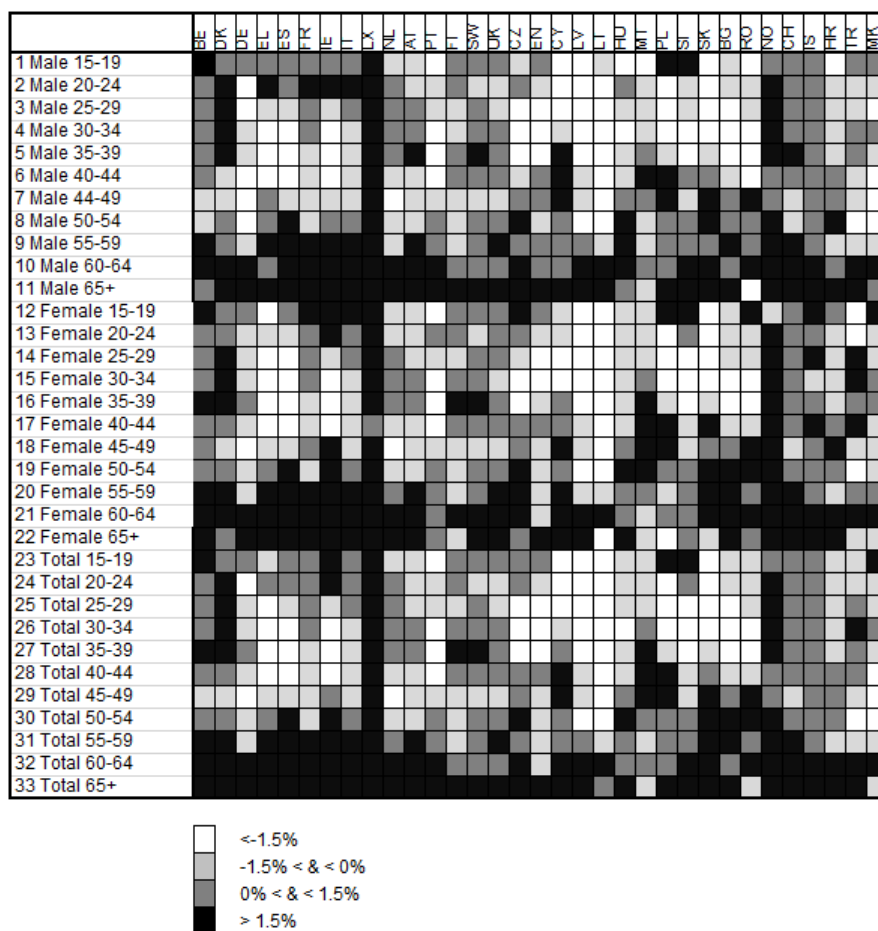 BE DK DE EL ES FR IE IT LX NL AT PT FI SW UK CZ EN CY LV LT HU MT PL SI SK BG RO NO CH IS HR TR MK
1 Male 15-19
2 Male 20-24
3 Male 25-29
4 Male 30-34
5 Male 35-39
6 Male 40-44
7 Male 44-49
8 Male 50-54
9 Male 55-59
10 Male 60-64
11 Male 65+
12 Female 15-19
13 Female 20-24
14 Female 25-29
15 Female 30-34
16 Female 35-39
17 Female 40-44
18 Female 45-49
19 Female 50-54
20 Female 55-59
21 Female 60-64
22 Female 65+
23 Total 15-19
24 Total 20-24
25 Total 25-29
26 Total 30-34
27 Total 35-39
28 Total 40-44
29 Total 45-49
30 Total 50-54
31 Total 55-59
32 Total 60-64
33 Total 65+
<-1.5%
-1.5% < & < 0%
0% < & < 1.5%
> 1.5%